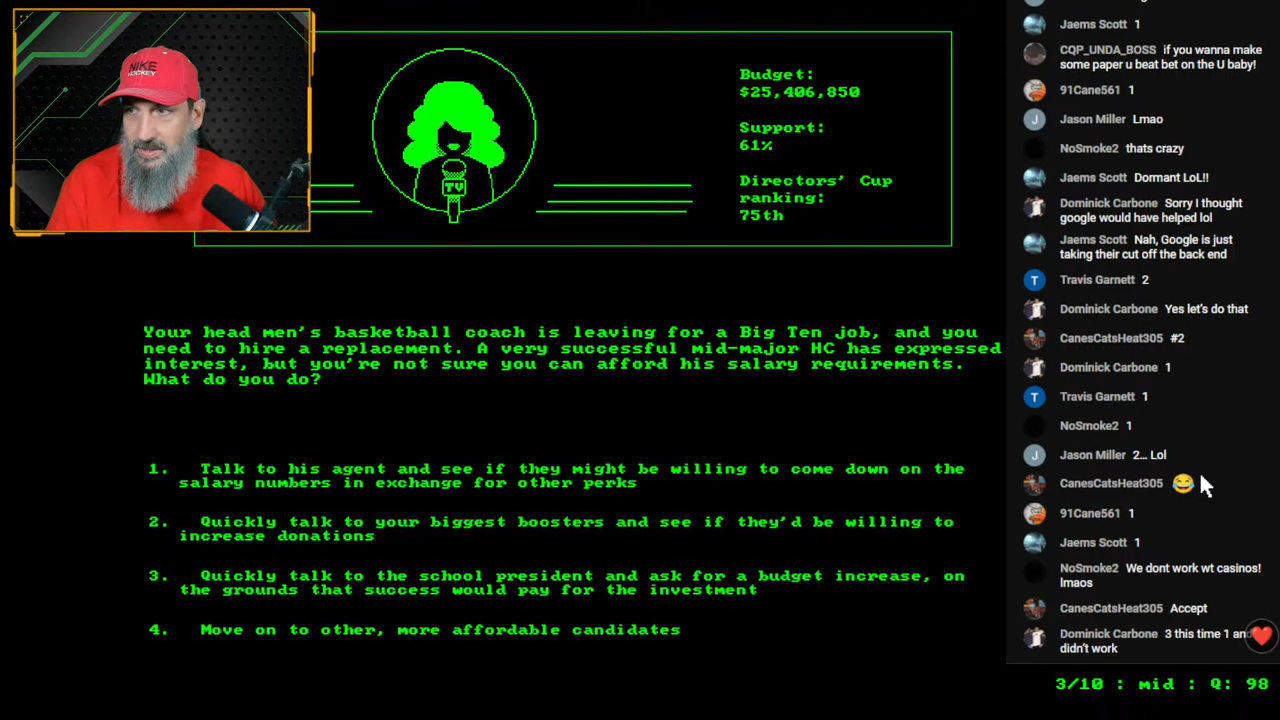 NIKE
HOCKEY
TV
Budget:
$25,406,850
Support:
61%
Directors' Cup
ranking:
75th
Your head men's basketball coach is leaving for a Big Ten job, and you
need to hire a replacement. A very successful mid-major HC has expressed
interest, but you're not sure you can afford his salary requirements.
What do you do?
1. Talk to his agent and see if they might be willing to come down on the
salary numbers in exchange for other perks
2. Quickly talk to your biggest boosters and see if they'd be willing to
increase donations
3. Quickly talk to the school president and ask for a budget increase, on
the grounds that success would pay for the investment
4. Move on to other, more affordable candidates
Jaems Scott 1
CQP_UNDA_BOSS if you wanna make
some paper u beat bet on the U baby!
91Cane561 1
J Jason Miller Lmao
NoSmoke2 thats crazy
Jaems Scott Dormant LoL!!
Dominick Carbone Sorry I thought
google would have helped lol
Jaems Scott Nah, Google is just
taking their cut off the back end
T Travis Garnett 2
Dominick Carbone Yes let's do that
CanesCatsHeat305 #2
Dominick Carbone 1
T Travis Garnett 1
NoSmoke2 1
J Jason Miller 2... Lol
CanesCatsHeat305 😂
91Cane561 1
Jaems Scott 1
NoSmoke2 We dont work wt casinos!
lmaos
CanesCatsHeat305 Accept
Dominick Carbone 3 this time 1 and
didn't work
3/10 : mid : Q: 98